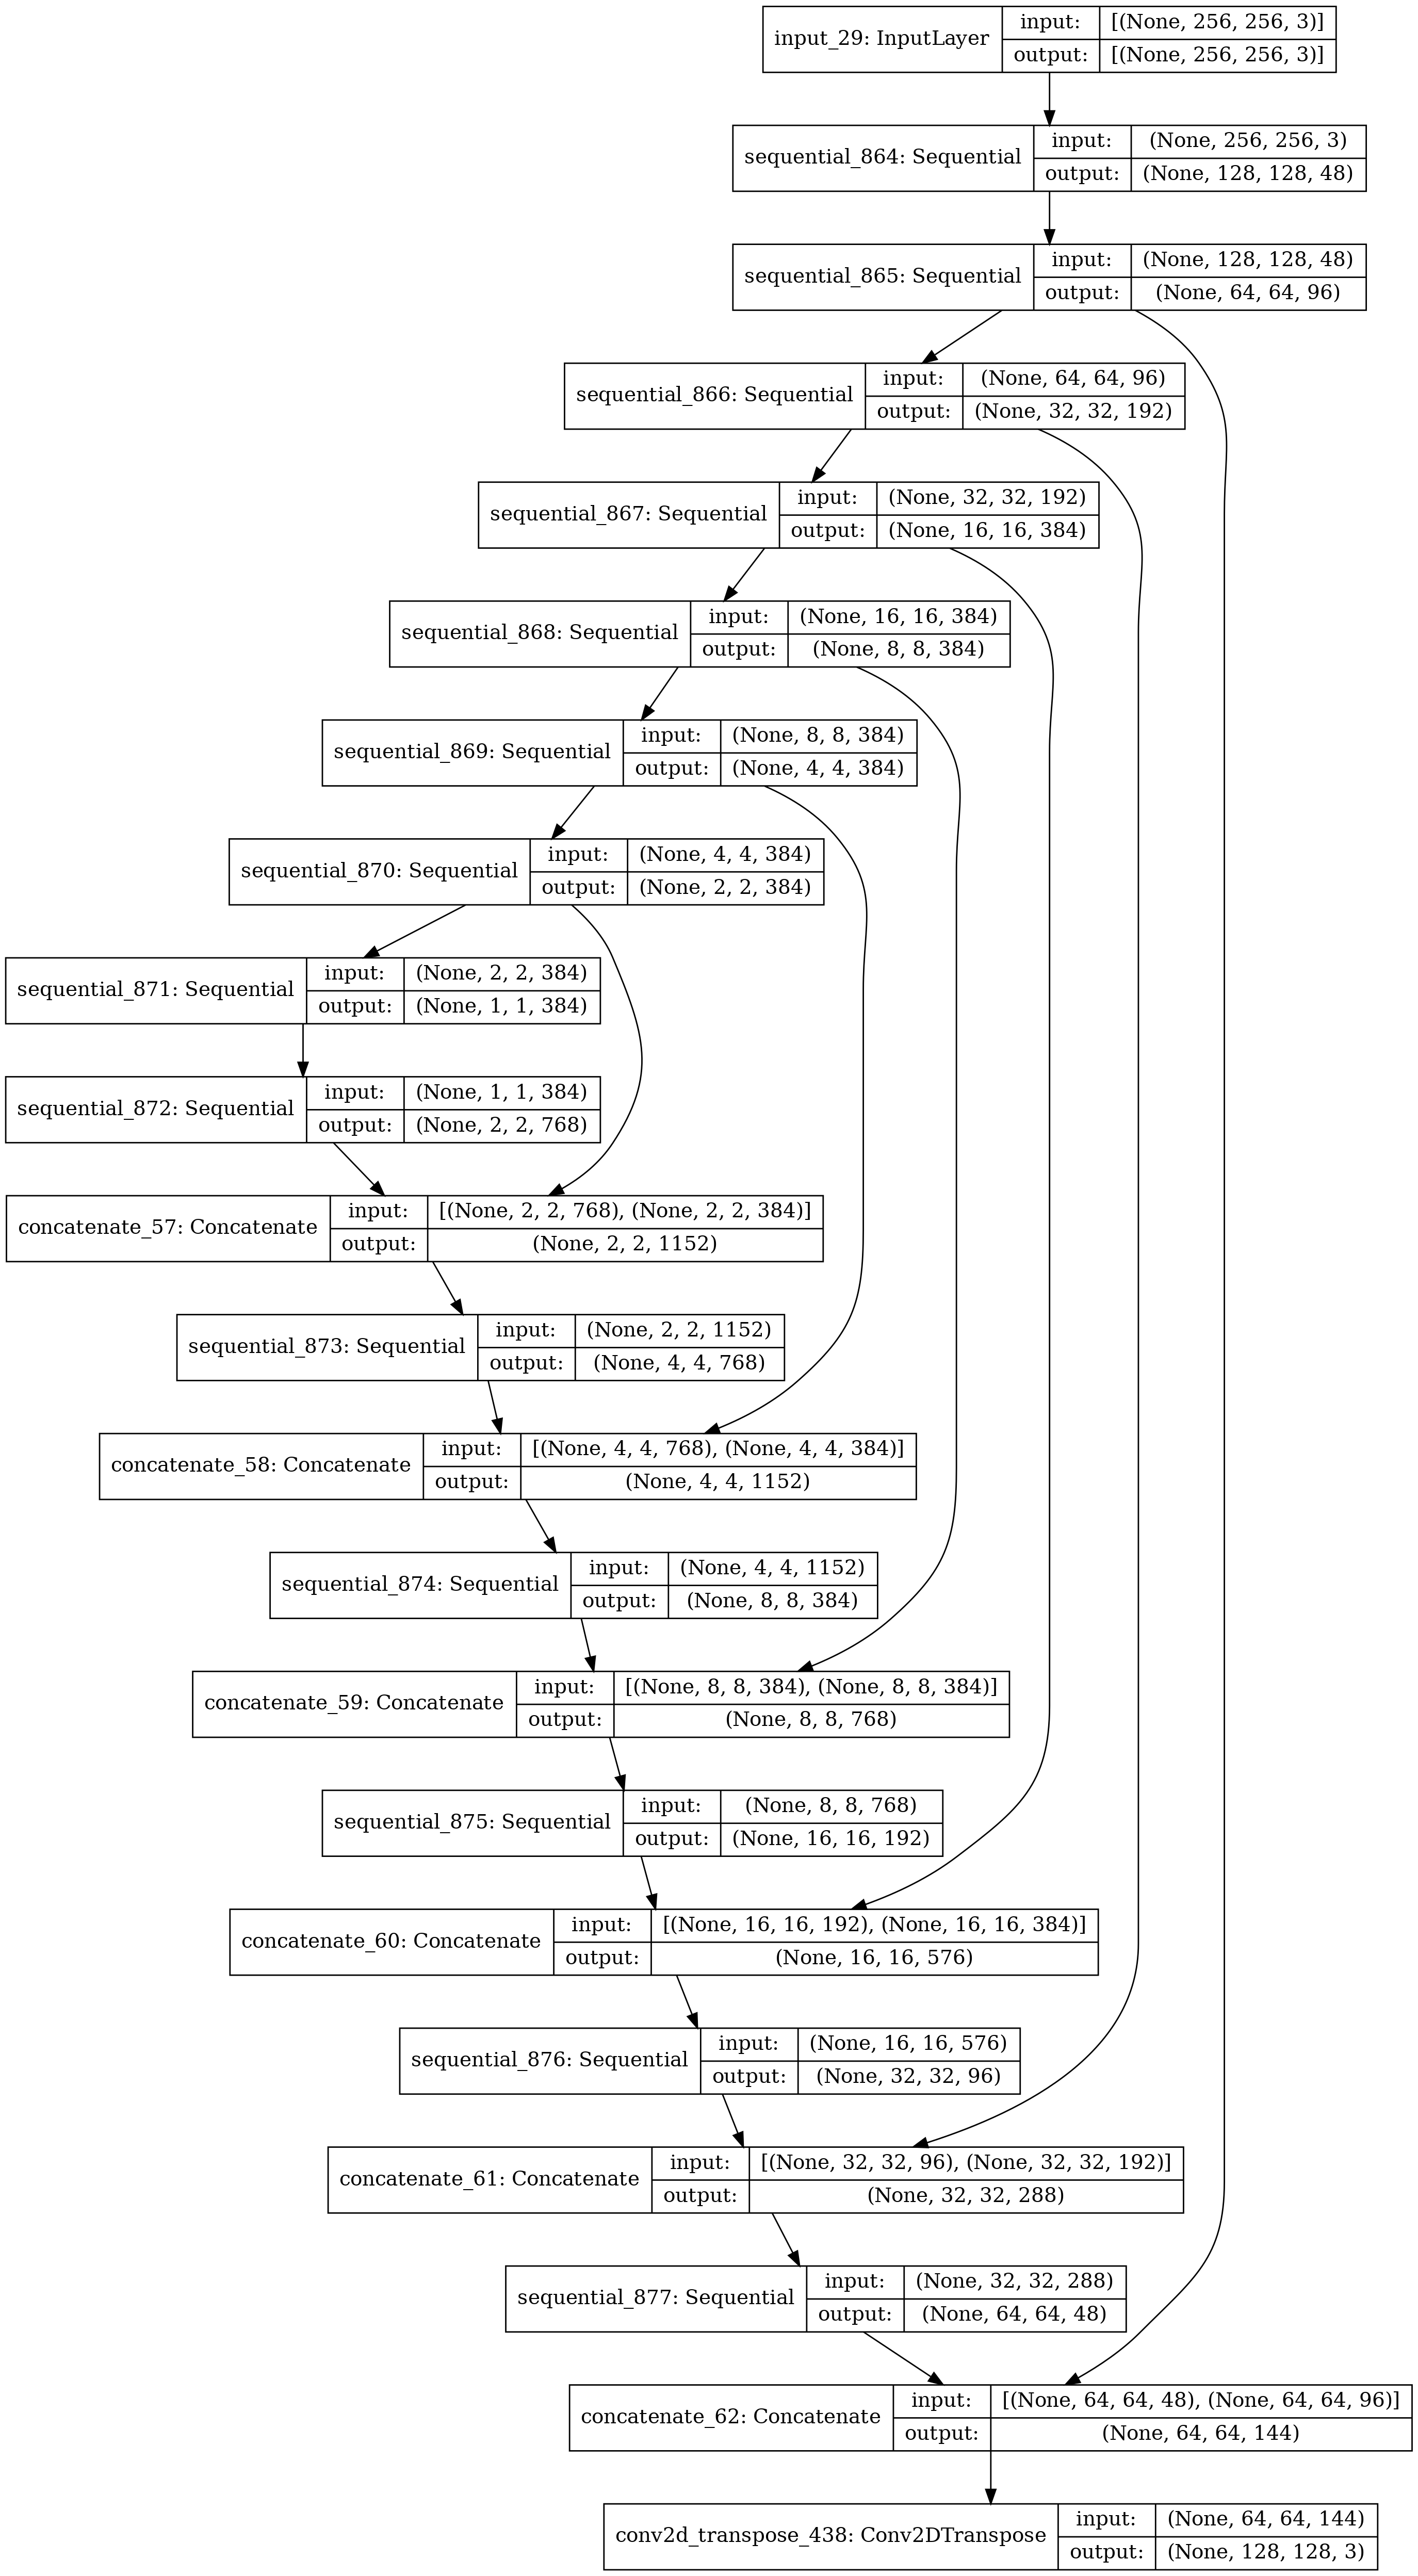 input_29: InputLayer
input: [(None, 256, 256, 3)]
output: [(None, 256, 256, 3)]
sequential_864: Sequential
input: (None, 256, 256, 3)
output: (None, 128, 128, 48)
sequential_865: Sequential
input: (None, 128, 128, 48)
output: (None, 64, 64, 96)
sequential_866: Sequential
input: (None, 64, 64, 96)
output: (None, 32, 32, 192)
sequential_867: Sequential
input: (None, 32, 32, 192)
output: (None, 16, 16, 384)
sequential_868: Sequential
input: (None, 16, 16, 384)
output: (None, 8, 8, 384)
sequential_869: Sequential
input: (None, 8, 8, 384)
output: (None, 4, 4, 384)
sequential_870: Sequential
input: (None, 4, 4, 384)
output: (None, 2, 2, 384)
sequential_871: Sequential
input: (None, 2, 2, 384)
output: (None, 1, 1, 384)
sequential_872: Sequential
input: (None, 1, 1, 384)
output: (None, 2, 2, 768)
concatenate_57: Concatenate
input: [(None, 2, 2, 768), (None, 2, 2, 384)]
output: (None, 2, 2, 1152)
sequential_873: Sequential
input: (None, 2, 2, 1152)
output: (None, 4, 4, 768)
concatenate_58: Concatenate
input: [(None, 4, 4, 768), (None, 4, 4, 384)]
output: (None, 4, 4, 1152)
sequential_874: Sequential
input: (None, 4, 4, 1152)
output: (None, 8, 8, 384)
concatenate_59: Concatenate
input: [(None, 8, 8, 384), (None, 8, 8, 384)]
output: (None, 8, 8, 768)
sequential_875: Sequential
input: (None, 8, 8, 768)
output: (None, 16, 16, 192)
concatenate_60: Concatenate
input: [(None, 16, 16, 192), (None, 16, 16, 384)]
output: (None, 16, 16, 576)
sequential_876: Sequential
input: (None, 16, 16, 576)
output: (None, 32, 32, 96)
concatenate_61: Concatenate
input: [(None, 32, 32, 96), (None, 32, 32, 192)]
output: (None, 32, 32, 288)
sequential_877: Sequential
input: (None, 32, 32, 288)
output: (None, 64, 64, 48)
concatenate_62: Concatenate
input: [(None, 64, 64, 48), (None, 64, 64, 96)]
output: (None, 64, 64, 144)
conv2d_transpose_438: Conv2DTranspose
input: (None, 64, 64, 144)
output: (None, 128, 128, 3)